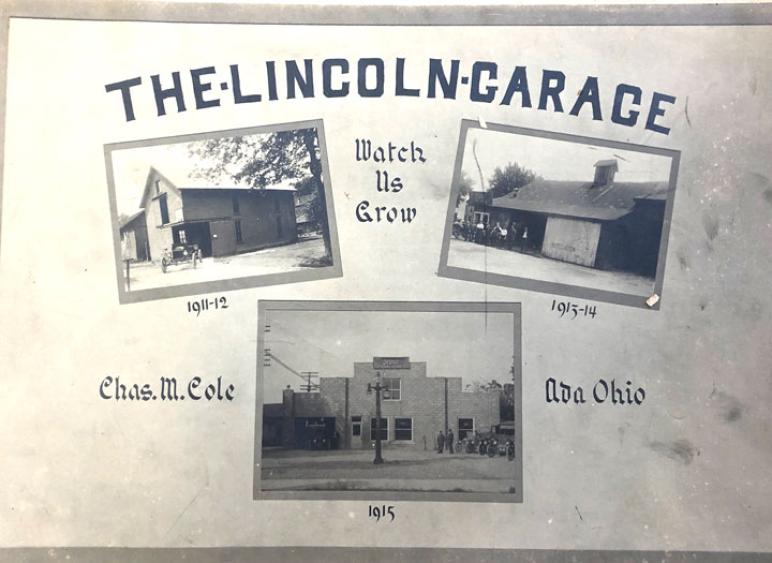 THE·LINCOLN·GARAGE
Watch
Us
Grow
1911-12
1913-14
Chas. M. Cole
Ada Ohio
1915